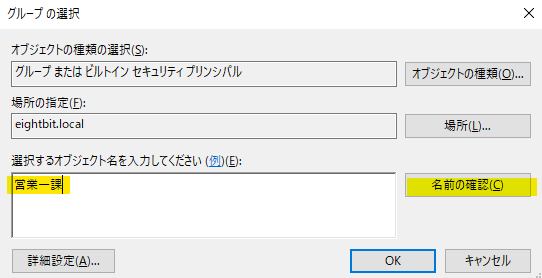 グループ の選択
オブジェクトの種類の選択(S):
グループ または ビルトイン セキュリティ プリンシパル
オブジェクトの種類(O)...
場所の指定(F):
eightbit.local
場所(L)...
選択するオブジェクト名を入力してください (例)(E):
営業一課
名前の確認(C)
詳細設定(A)...
OK
キャンセル